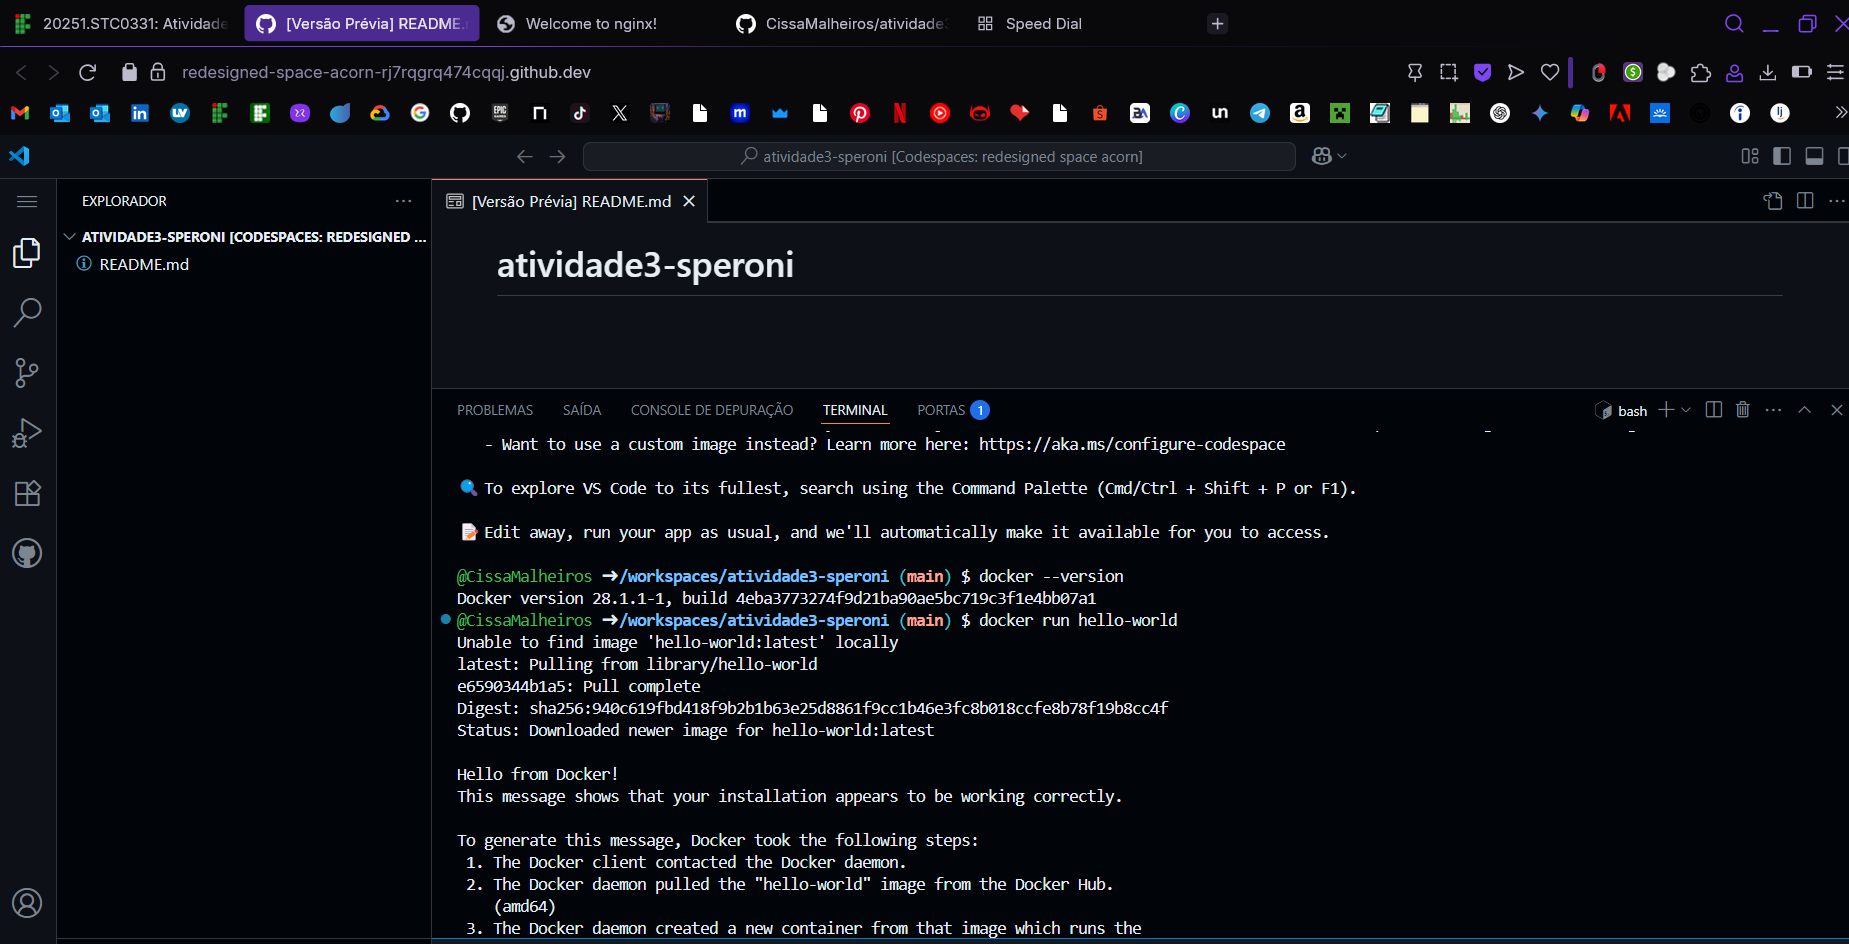 20251.STC0331: Atividade
[Versão Prévia] README.
Welcome to nginx!
CissaMalheiros/atividade3
Speed Dial
redesigned-space-acorn-rj7rqgrq474cqqj.github.dev
atividade3-speroni [Codespaces: redesigned space acorn]
EXPLORADOR
[Versão Prévia] README.md
ATIVIDADE3-SPERONI [CODESPACES: REDESIGNED ...
README.md
atividade3-speroni
PROBLEMAS
SAÍDA
CONSOLE DE DEPURAÇÃO
TERMINAL
PORTAS 1
bash
- Want to use a custom image instead? Learn more here: https://aka.ms/configure-codespace
To explore VS Code to its fullest, search using the Command Palette (Cmd/Ctrl + Shift + P or F1).
Edit away, run your app as usual, and we'll automatically make it available for you to access.
@CissaMalheiros ➜/workspaces/atividade3-speroni (main) $ docker --version
Docker version 28.1.1-1, build 4eba3773274f9d21ba90ae5bc719c3f1e4bb07a1
@CissaMalheiros ➜/workspaces/atividade3-speroni (main) $ docker run hello-world
Unable to find image 'hello-world:latest' locally
latest: Pulling from library/hello-world
e6590344b1a5: Pull complete
Digest: sha256:940c619fbd418f9b2b1b63e25d8861f9cc1b46e3fc8b018ccfe8b78f19b8cc4f
Status: Downloaded newer image for hello-world:latest
Hello from Docker!
This message shows that your installation appears to be working correctly.
To generate this message, Docker took the following steps:
1. The Docker client contacted the Docker daemon.
2. The Docker daemon pulled the "hello-world" image from the Docker Hub.
(amd64)
3. The Docker daemon created a new container from that image which runs the